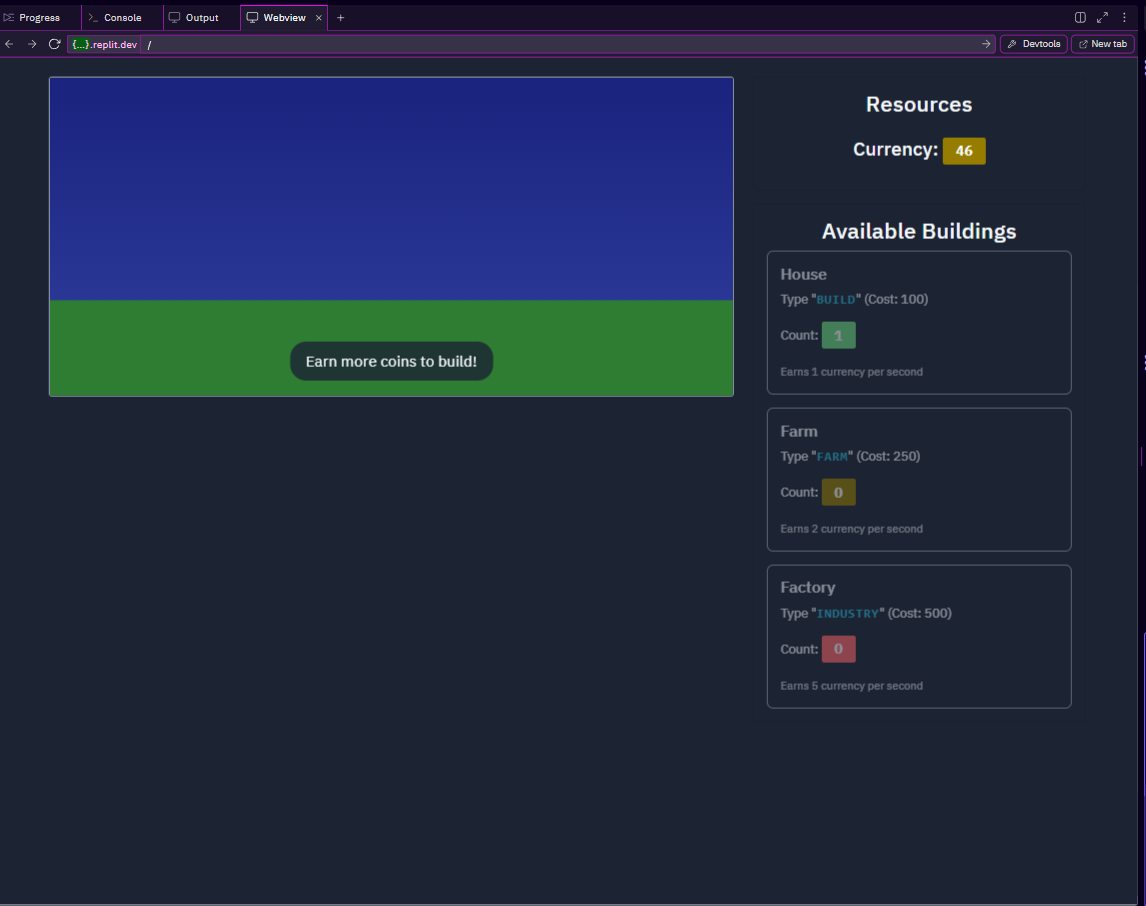 Progress
Console
Output
Webview
{...}.replit.dev /
Devtools
New tab
Earn more coins to build!
Resources
Currency: 46
Available Buildings
House
Type "BUILD" (Cost: 100)
Count: 1
Earns 1 currency per second
Farm
Type "FARM" (Cost: 250)
Count: 0
Earns 2 currency per second
Factory
Type "INDUSTRY" (Cost: 500)
Count: 0
Earns 5 currency per second